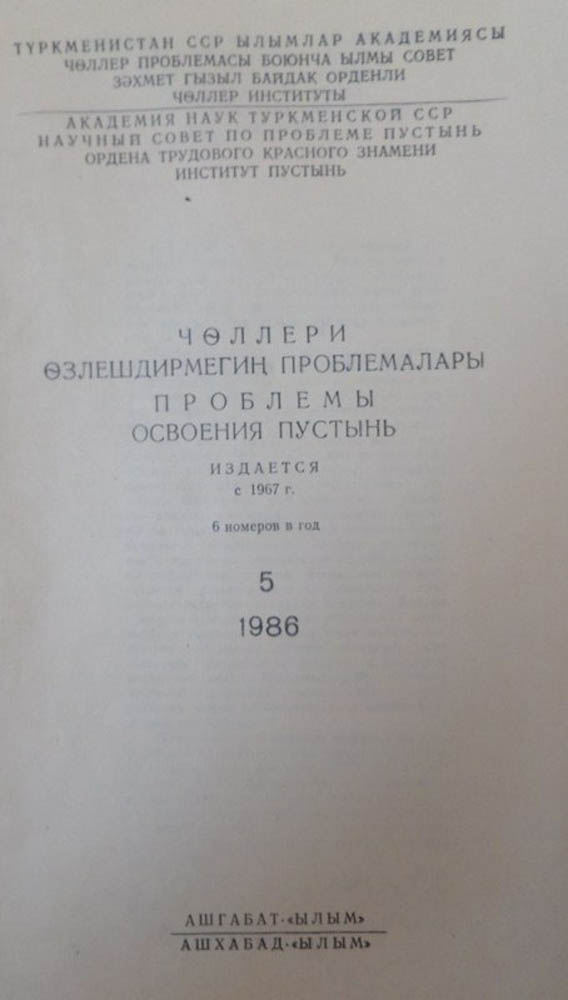 ТҮРКМЕНИСТАН ССР ЫЛЫМЛАР АКАДЕМИЯСЫ
ЧӨЛЛЕР ПРОБЛЕМАСЫ БОЮНЧА ЫЛМЫ СОВЕТ
ЗӘХМЕТ ГЫЗЫЛ БАЙДАК ОРДЕНЛИ
ЧӨЛЛЕР ИНСТИТУТЫ
АКАДЕМИЯ НАУК ТУРКМЕНСКОЙ ССР
НАУЧНЫЙ СОВЕТ ПО ПРОБЛЕМЕ ПУСТЫНЬ
ОРДЕНА ТРУДОВОГО КРАСНОГО ЗНАМЕНИ
ИНСТИТУТ ПУСТЫНЬ
ЧӨЛЛЕРИ
ӨЗЛЕШДИРМЕГИҢ ПРОБЛЕМАЛАРЫ
ПРОБЛЕМЫ
ОСВОЕНИЯ ПУСТЫНЬ
ИЗДАЕТСЯ
с 1967 г.
6 номеров в год
5
1986
АШГАБАТ·«ЫЛЫМ»
АШХАБАД·«ЫЛЫМ»